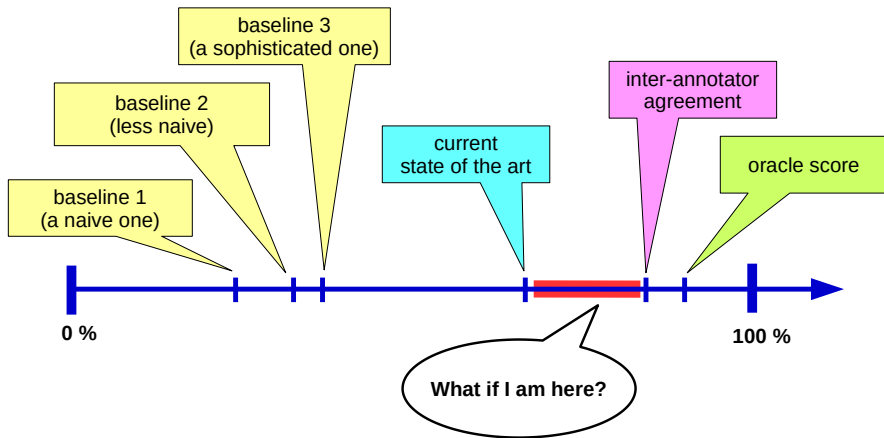 baseline 3
(a sophisticated one)
baseline 2
(less naive)
baseline 1
(a naive one)
current
state of the art
inter-annotator
agreement
oracle score
0 %
100 %
What if I am here?